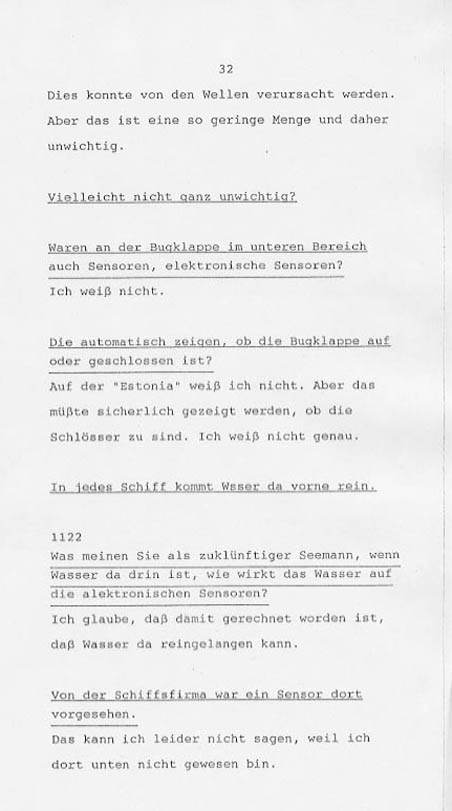 32
Dies konnte von den Wellen verursacht werden.
Aber das ist eine so geringe Menge und daher
unwichtig.
Vielleicht nicht ganz unwichtig?
Waren an der Bugklappe im unteren Bereich
auch Sensoren, elektronische Sensoren?
Ich weiß nicht.
Die automatisch zeigen, ob die Bugklappe auf
oder geschlossen ist?
Auf der "Estonia" weiß ich nicht. Aber das
müßte sicherlich gezeigt werden, ob die
Schlösser zu sind. Ich weiß nicht genau.
In jedes Schiff kommt Wsser da vorne rein.
1122
Was meinen Sie als zuklünftiger Seemann, wenn
Wasser da drin ist, wie wirkt das Wasser auf
die alektronischen Sensoren?
Ich glaube, daß damit gerechnet worden ist,
daß Wasser da reingelangen kann.
Von der Schiffsfirma war ein Sensor dort
vorgesehen.
Das kann ich leider nicht sagen, weil ich
dort unten nicht gewesen bin.